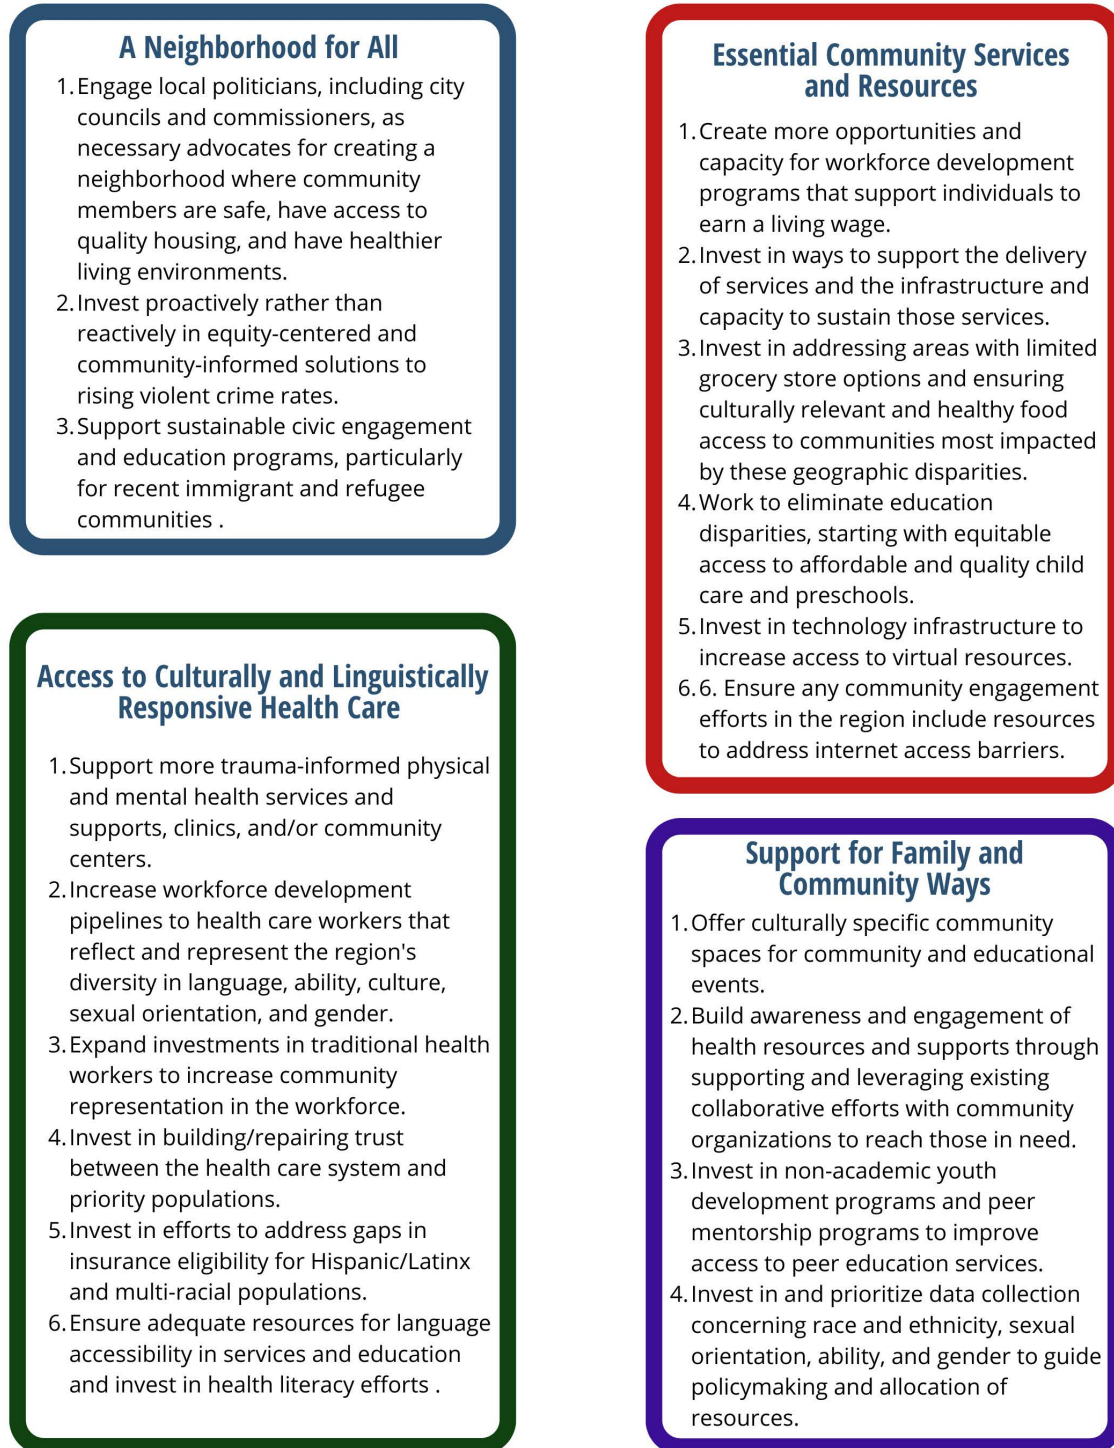 A Neighborhood for All
1. Engage local politicians, including city
councils and commissioners, as
necessary advocates for creating a
neighborhood where community
members are safe, have access to
quality housing, and have healthier
living environments.
2. Invest proactively rather than
reactively in equity-centered and
community-informed solutions to
rising violent crime rates.
3. Support sustainable civic engagement
and education programs, particularly
for recent immigrant and refugee
communities .
Access to Culturally and Linguistically
Responsive Health Care
1. Support more trauma-informed physical
and mental health services and
supports, clinics, and/or community
centers.
2. Increase workforce development
pipelines to health care workers that
reflect and represent the region's
diversity in language, ability, culture,
sexual orientation, and gender.
3. Expand investments in traditional health
workers to increase community
representation in the workforce.
4. Invest in building/repairing trust
between the health care system and
priority populations.
5. Invest in efforts to address gaps in
insurance eligibility for Hispanic/Latinx
and multi-racial populations.
6. Ensure adequate resources for language
accessibility in services and education
and invest in health literacy efforts .
Essential Community Services
and Resources
1. Create more opportunities and
capacity for workforce development
programs that support individuals to
earn a living wage.
2. Invest in ways to support the delivery
of services and the infrastructure and
capacity to sustain those services.
3. Invest in addressing areas with limited
grocery store options and ensuring
culturally relevant and healthy food
access to communities most impacted
by these geographic disparities.
4. Work to eliminate education
disparities, starting with equitable
access to affordable and quality child
care and preschools.
5. Invest in technology infrastructure to
increase access to virtual resources.
6. 6. Ensure any community engagement
efforts in the region include resources
to address internet access barriers.
Support for Family and
Community Ways
1. Offer culturally specific community
spaces for community and educational
events.
2. Build awareness and engagement of
health resources and supports through
supporting and leveraging existing
collaborative efforts with community
organizations to reach those in need.
3. Invest in non-academic youth
development programs and peer
mentorship programs to improve
access to peer education services.
4. Invest in and prioritize data collection
concerning race and ethnicity, sexual
orientation, ability, and gender to guide
policymaking and allocation of
resources.